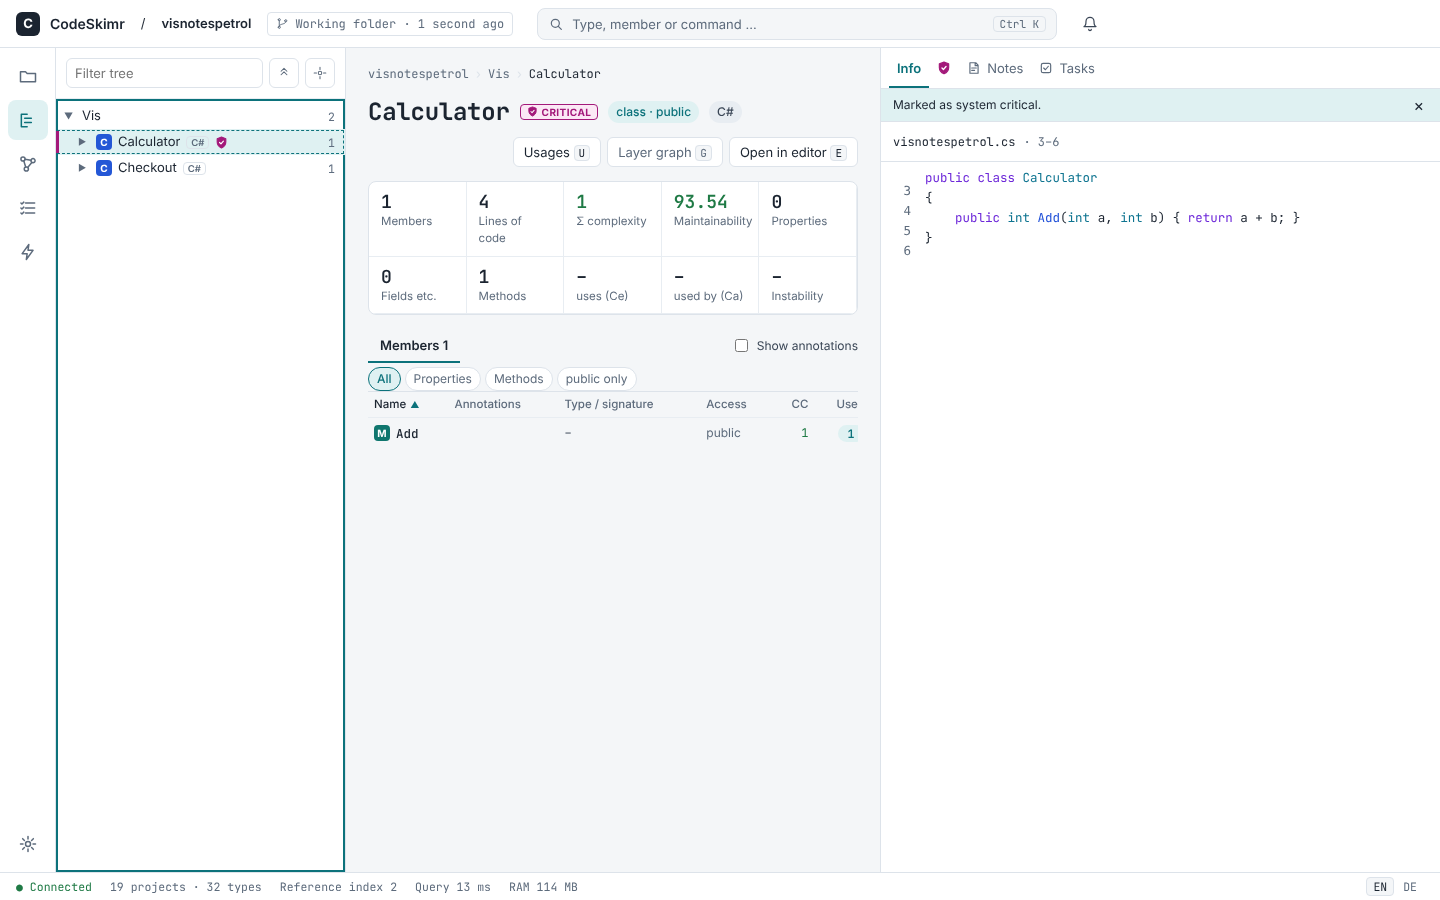 C CodeSkimr / visnotespetrol Working folder · 1 second ago Type, member or command ... Ctrl K
Filter tree
Vis 2
C Calculator C# 1
C Checkout C# 1
visnotespetrol › Vis › Calculator
Calculator CRITICAL class · public C#
Usages U Layer graph G Open in editor E
1 Members
4 Lines of code
1 Σ complexity
93.54 Maintainability
0 Properties
0 Fields etc.
1 Methods
– uses (Ce)
– used by (Ca)
– Instability
Members 1 Show annotations
All Properties Methods public only
Name ▲ Annotations Type / signature Access CC Use
M Add – public 1 1
Info Notes Tasks
Marked as system critical. ×
visnotespetrol.cs · 3–6
3 public class Calculator
4 {
5 public int Add(int a, int b) { return a + b; }
6 }
● Connected 19 projects · 32 types Reference index 2 Query 13 ms RAM 114 MB EN DE